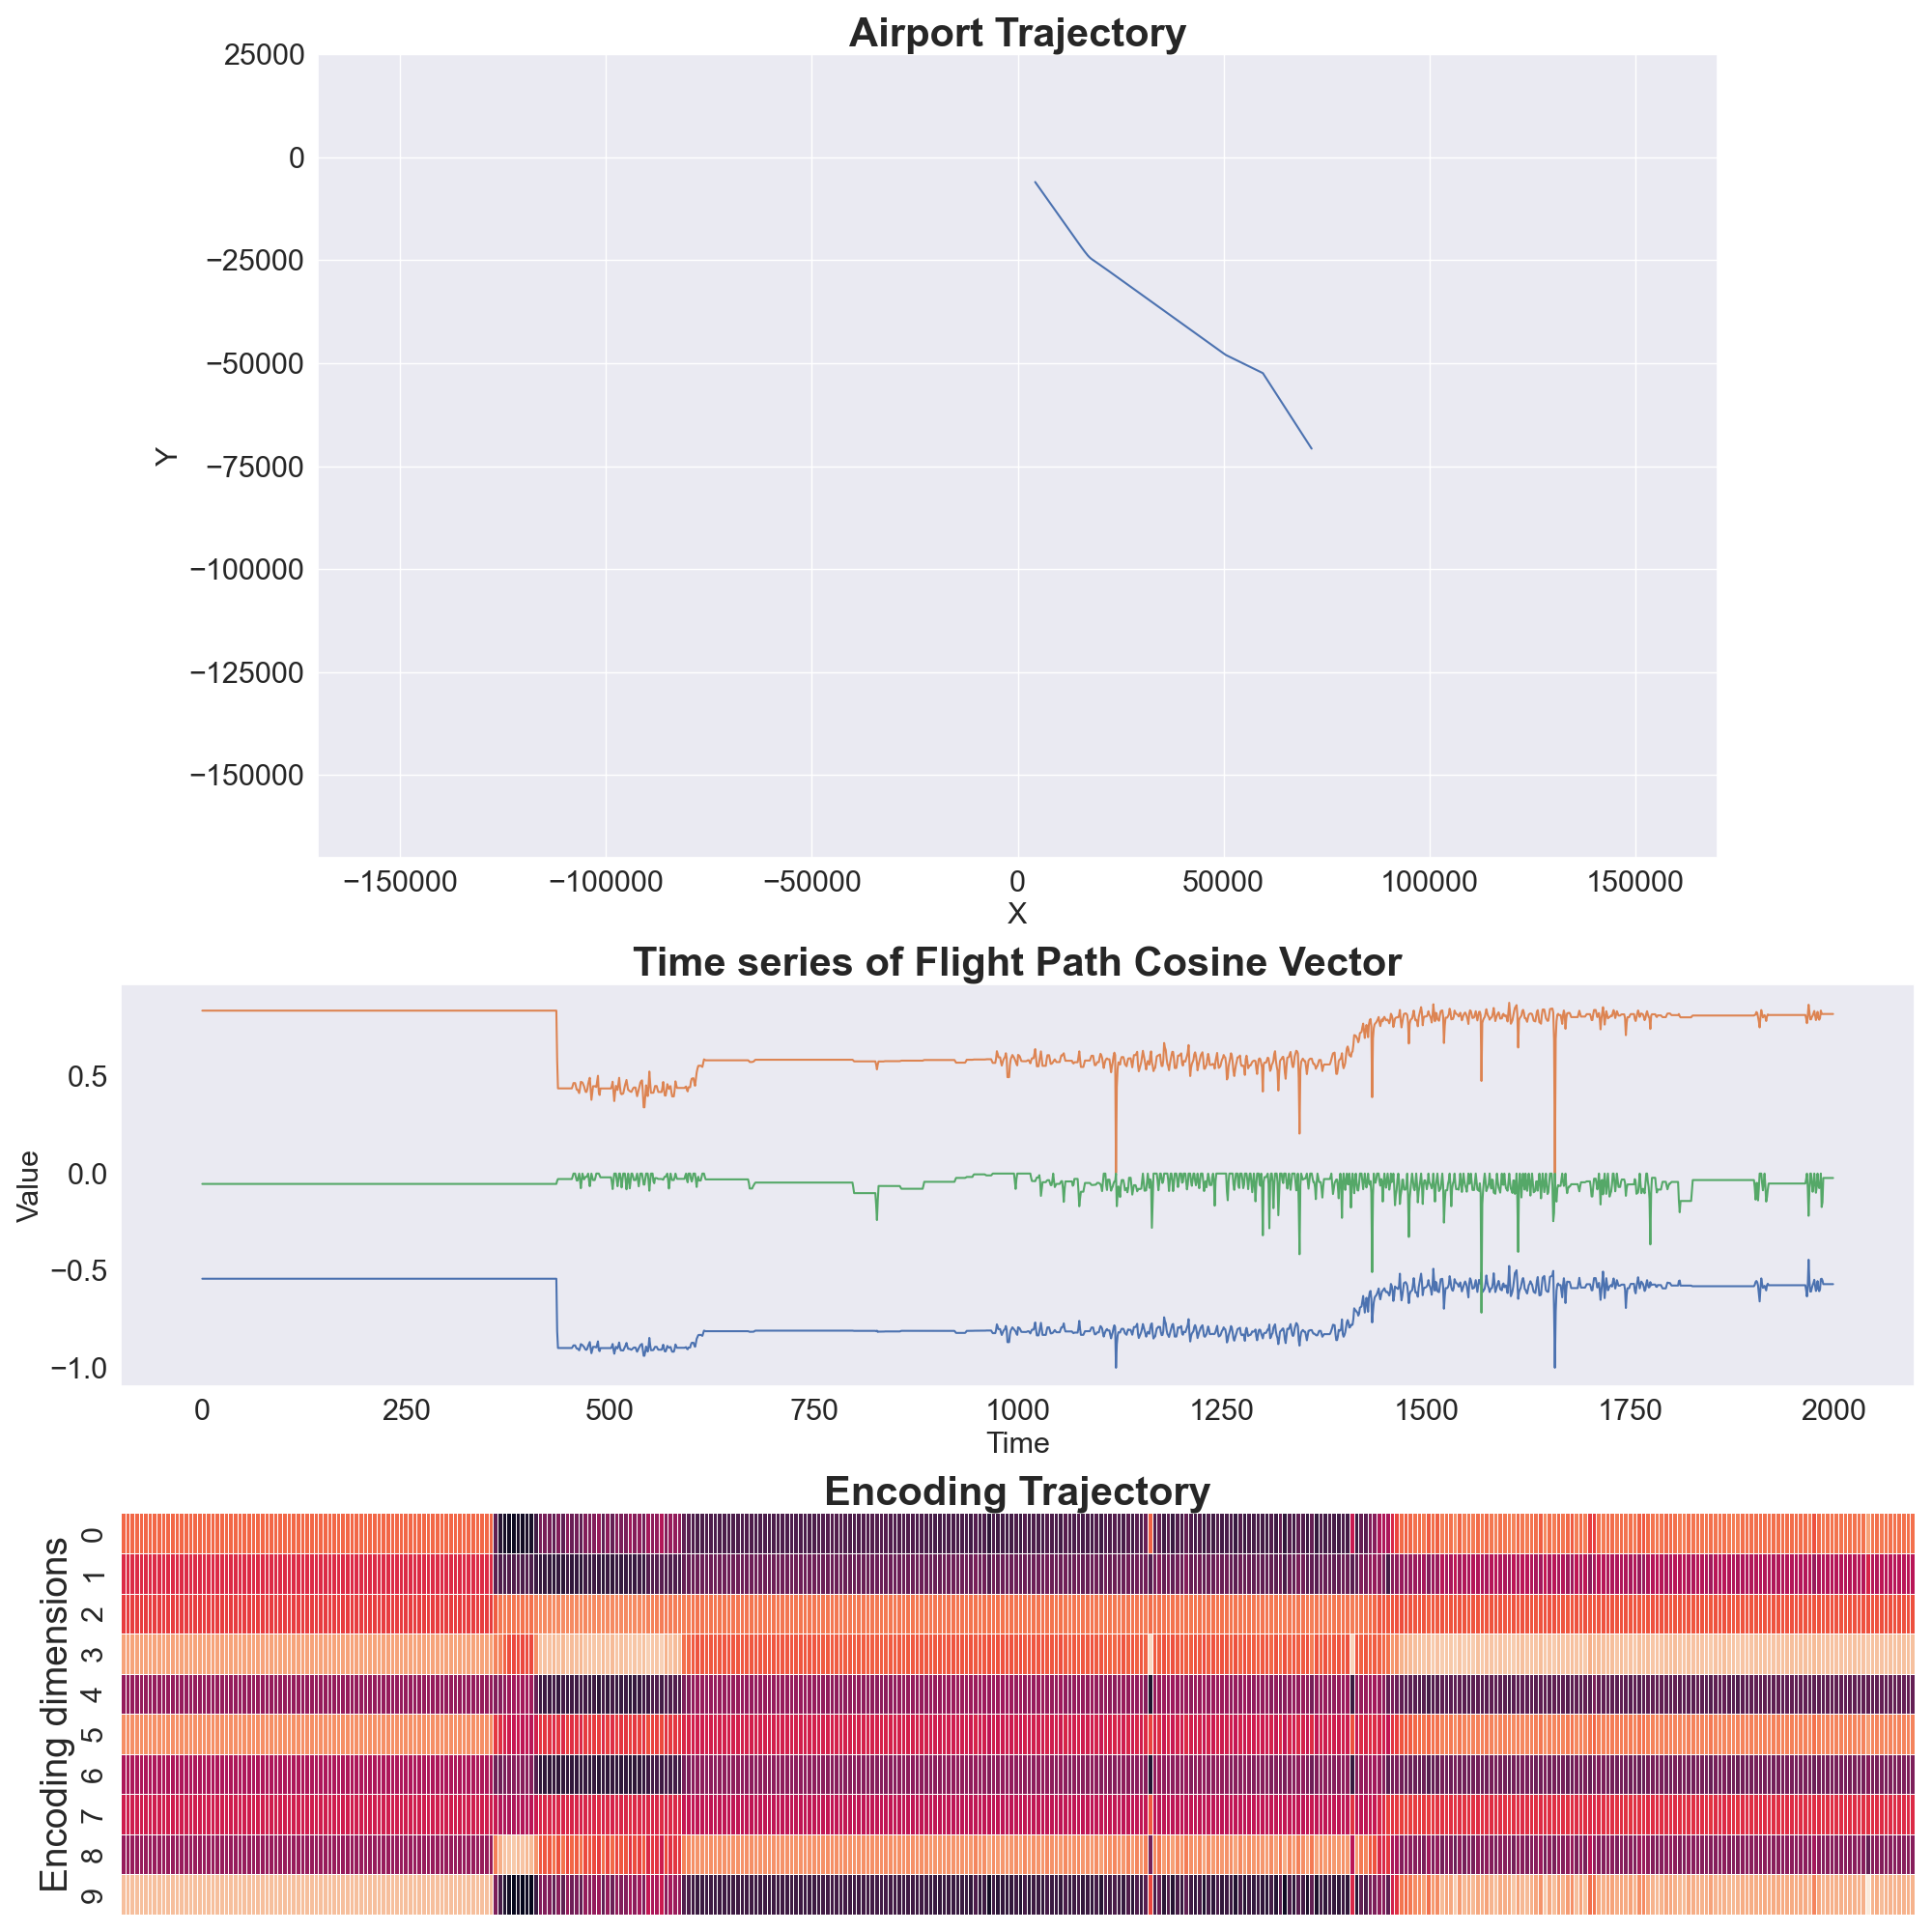 Airport Trajectory
25000
0
−25000
−50000
−75000
−100000
−125000
−150000
Y
−150000 −100000 −50000 0 50000 100000 150000
X
Time series of Flight Path Cosine Vector
0.5
0.0
−0.5
−1.0
Value
0 250 500 750 1000 1250 1500 1750 2000
Time
Encoding Trajectory
Encoding dimensions
0
1
2
3
4
5
6
7
8
9